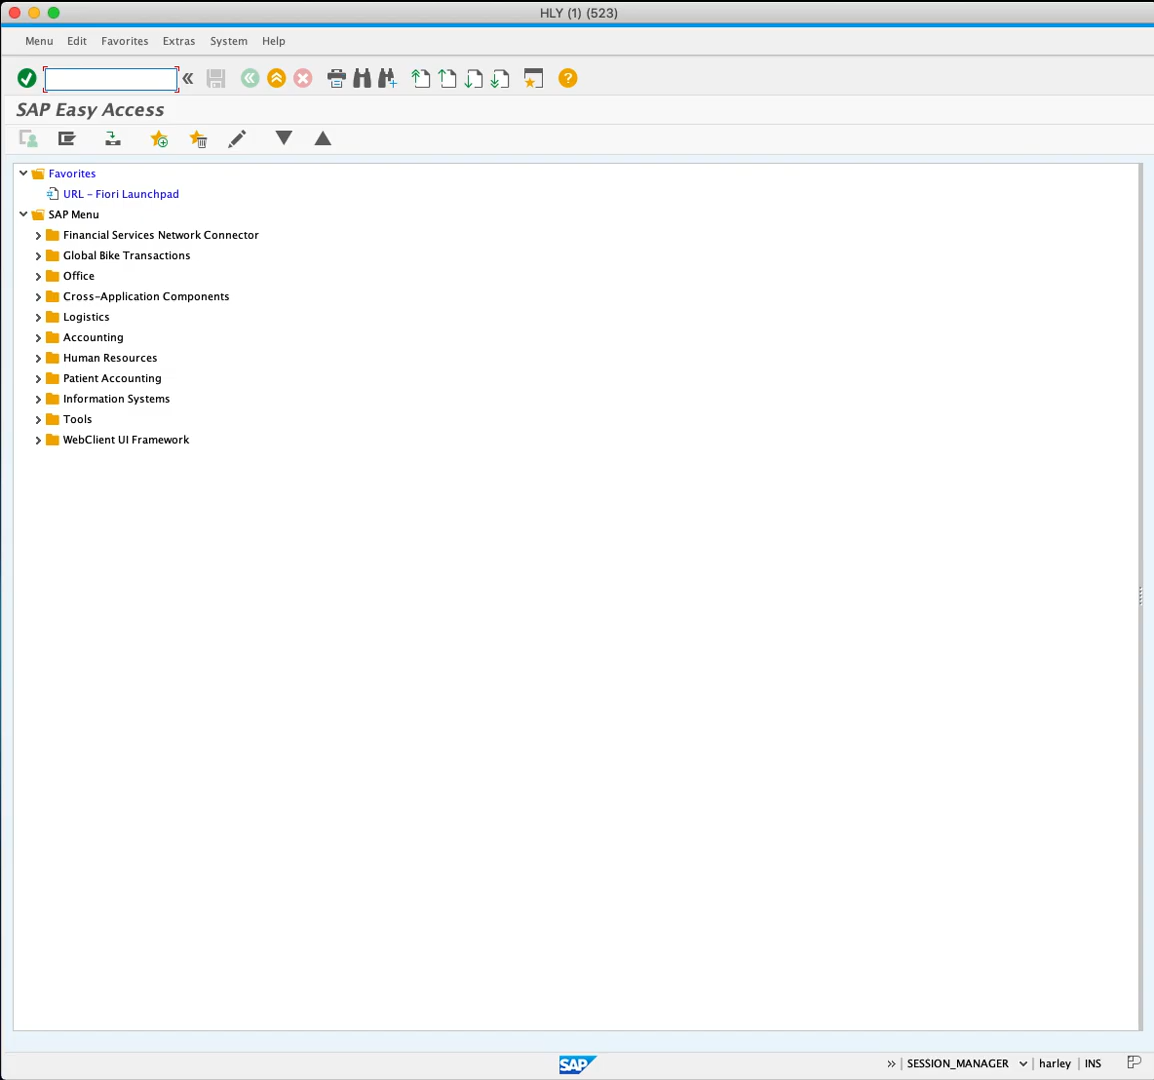 HLY (1) (523)
Menu Edit Favorites Extras System Help
SAP Easy Access
Favorites
URL - Fiori Launchpad
SAP Menu
Financial Services Network Connector
Global Bike Transactions
Office
Cross-Application Components
Logistics
Accounting
Human Resources
Patient Accounting
Information Systems
Tools
WebClient UI Framework
SAP SESSION_MANAGER harley INS